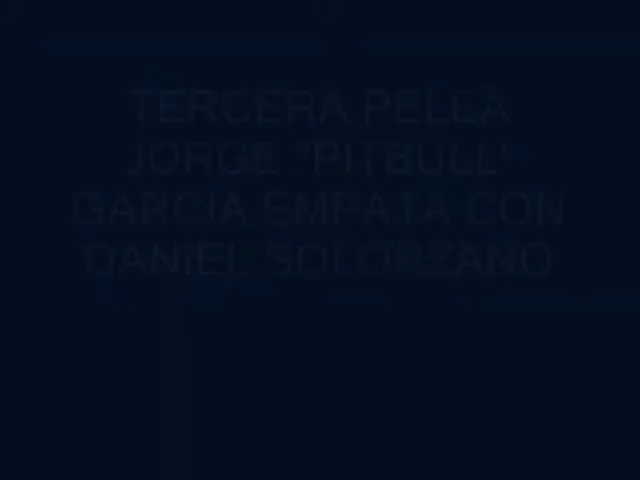 TERCERA PELEA
JORGE "PITBULL"
GARCIA EMPATA CON
DANIEL SOLORZANO